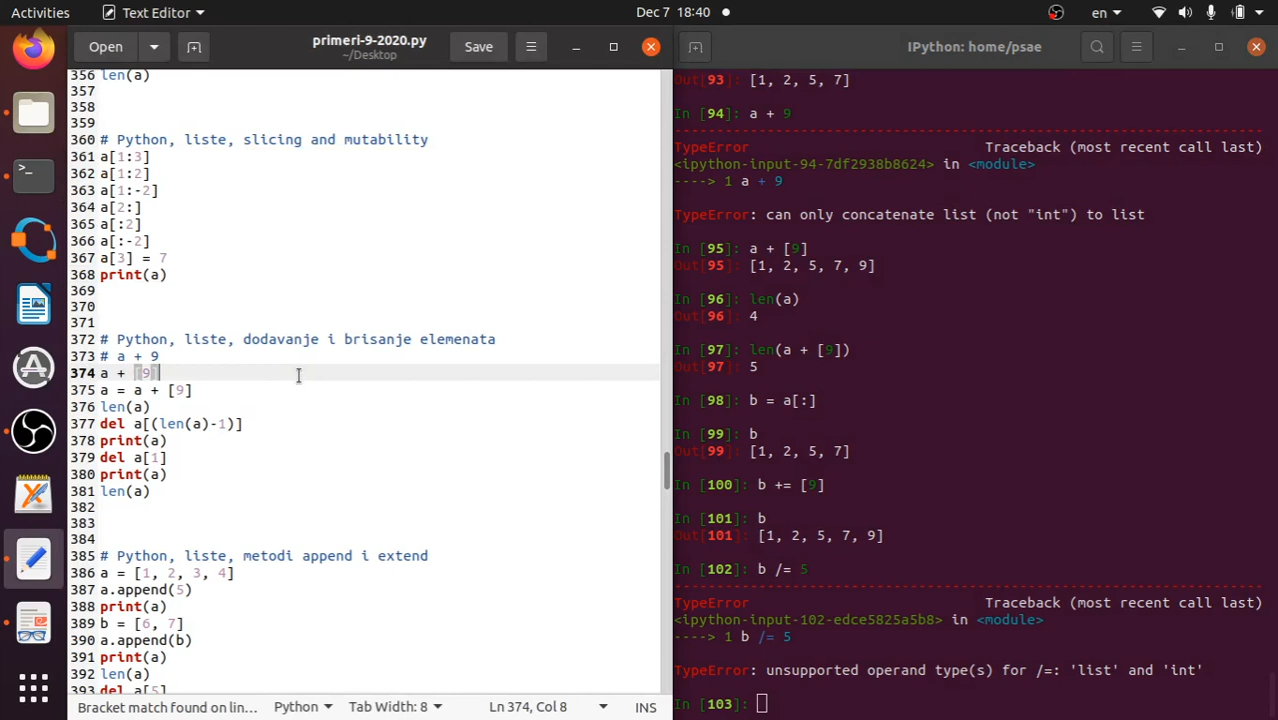 Activities Text Editor Dec 7 18:40 en
Open primeri-9-2020.py Save
~/Desktop
IPython: home/psae
356 len(a)
357
358
359
360 # Python, liste, slicing and mutability
361 a[1:3]
362 a[1:2]
363 a[1:-2]
364 a[2:]
365 a[:2]
366 a[:-2]
367 a[3] = 7
368 print(a)
369
370
371
372 # Python, liste, dodavanje i brisanje elemenata
373 # a + 9
374 a + [9]
375 a = a + [9]
376 len(a)
377 del a[(len(a)-1)]
378 print(a)
379 del a[1]
380 print(a)
381 len(a)
382
383
384
385 # Python, liste, metodi append i extend
386 a = [1, 2, 3, 4]
387 a.append(5)
388 print(a)
389 b = [6, 7]
390 a.append(b)
391 print(a)
392 len(a)
393 del a[5]
Bracket match found on lin... Python Tab Width: 8 Ln 374, Col 8 INS
Out[93]: [1, 2, 5, 7]
In [94]: a + 9
TypeError Traceback (most recent call last)
<ipython-input-94-7df2938b8624> in <module>
----> 1 a + 9
TypeError: can only concatenate list (not "int") to list
In [95]: a + [9]
Out[95]: [1, 2, 5, 7, 9]
In [96]: len(a)
Out[96]: 4
In [97]: len(a + [9])
Out[97]: 5
In [98]: b = a[:]
In [99]: b
Out[99]: [1, 2, 5, 7]
In [100]: b += [9]
In [101]: b
Out[101]: [1, 2, 5, 7, 9]
In [102]: b /= 5
TypeError Traceback (most recent call last)
<ipython-input-102-edce5825a5b8> in <module>
----> 1 b /= 5
TypeError: unsupported operand type(s) for /=: 'list' and 'int'
In [103]: